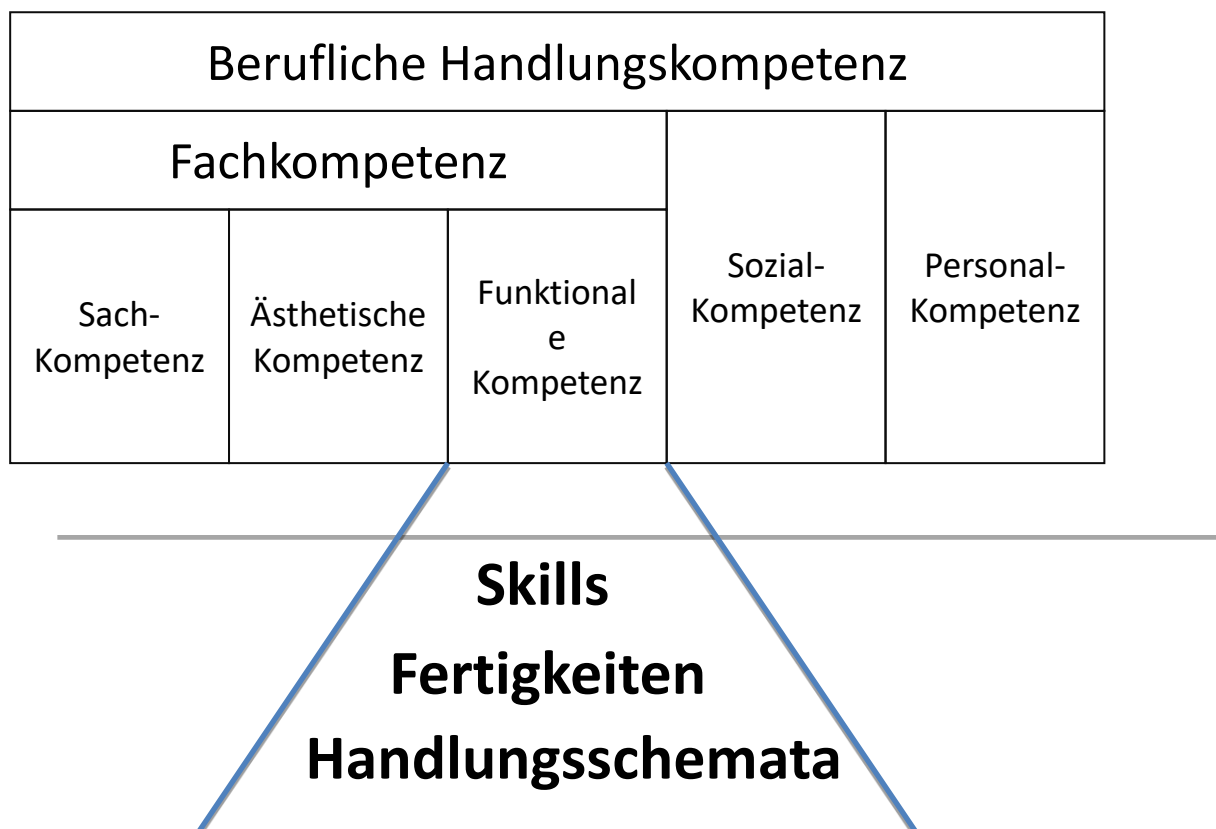 Berufliche Handlungskompetenz
Fachkompetenz
Sach-
Kompetenz
Ästhetische
Kompetenz
Funktional
e
Kompetenz
Sozial-
Kompetenz
Personal-
Kompetenz
Skills
Fertigkeiten
Handlungsschemata